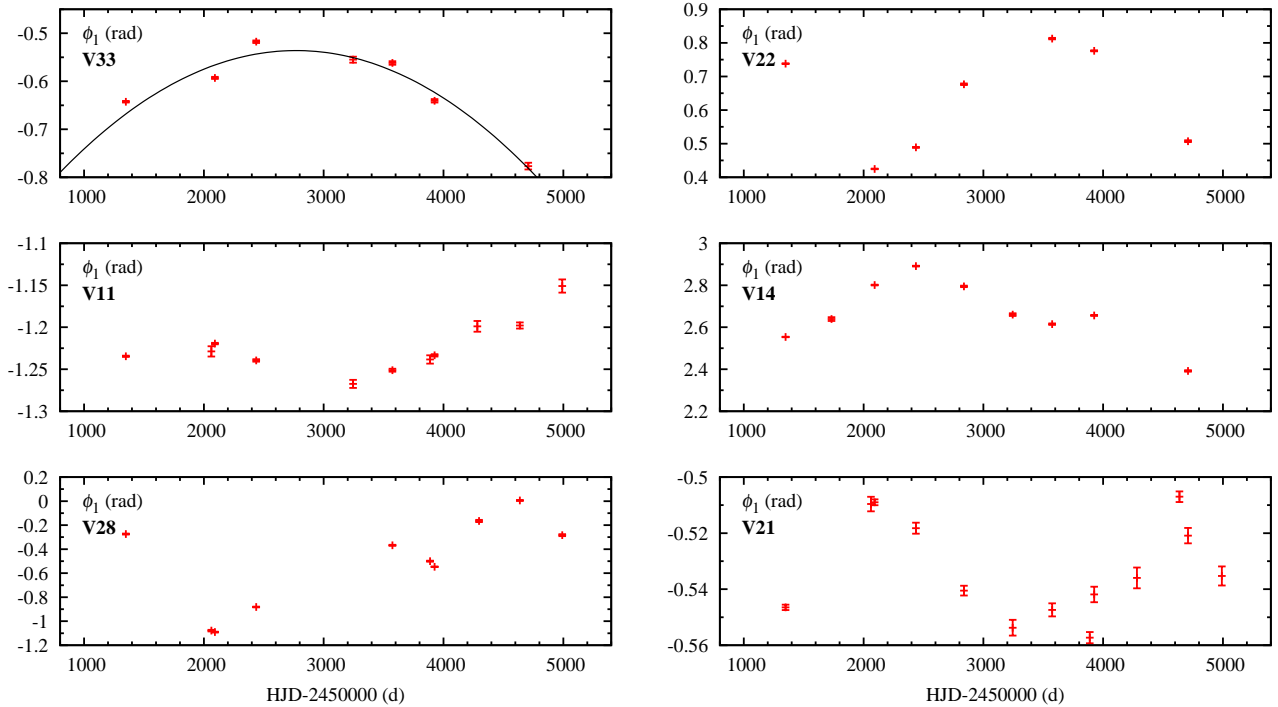 -0.5
-0.6
-0.7
-0.8
1000 2000 3000 4000 5000
ϕ1 (rad)
V33
0.9
0.8
0.7
0.6
0.5
0.4
1000 2000 3000 4000 5000
ϕ1 (rad)
V22
-1.1
-1.15
-1.2
-1.25
-1.3
1000 2000 3000 4000 5000
ϕ1 (rad)
V11
3
2.8
2.6
2.4
2.2
1000 2000 3000 4000 5000
ϕ1 (rad)
V14
0.2
0
-0.2
-0.4
-0.6
-0.8
-1
-1.2
1000 2000 3000 4000 5000
HJD-2450000 (d)
ϕ1 (rad)
V28
-0.5
-0.52
-0.54
-0.56
1000 2000 3000 4000 5000
HJD-2450000 (d)
ϕ1 (rad)
V21